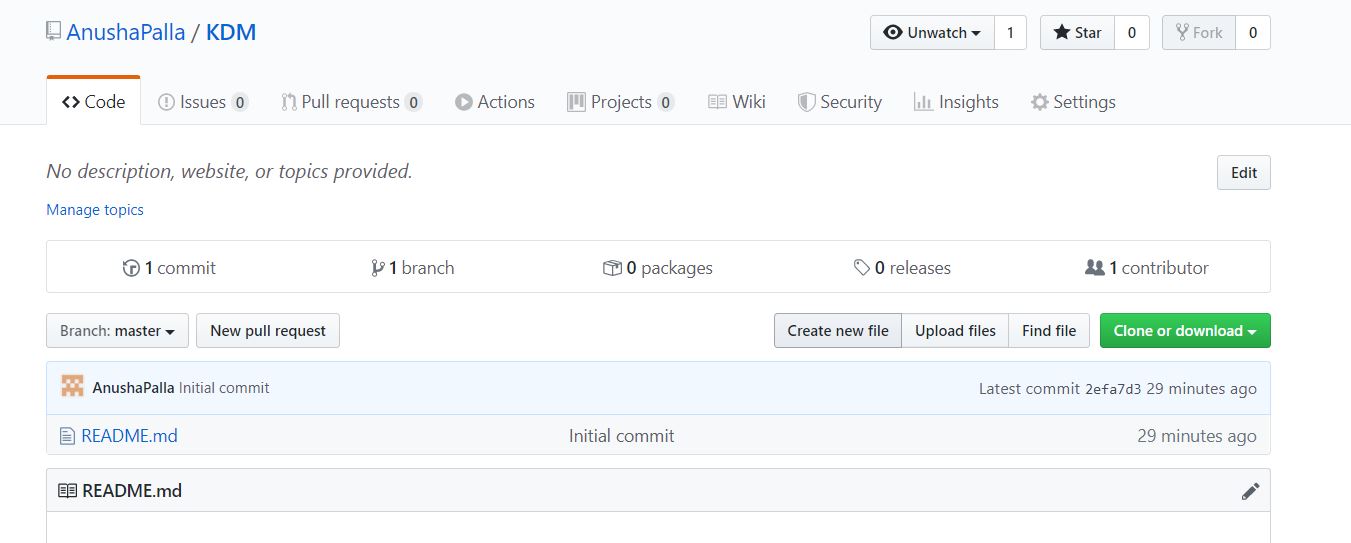 AnushaPalla / KDM Unwatch 1 Star 0 Fork 0
Code Issues 0 Pull requests 0 Actions Projects 0 Wiki Security Insights Settings
No description, website, or topics provided. Edit
Manage topics
1 commit 1 branch 0 packages 0 releases 1 contributor
Branch: master New pull request Create new file Upload files Find file Clone or download
AnushaPalla Initial commit Latest commit 2efa7d3 29 minutes ago
README.md Initial commit 29 minutes ago
README.md